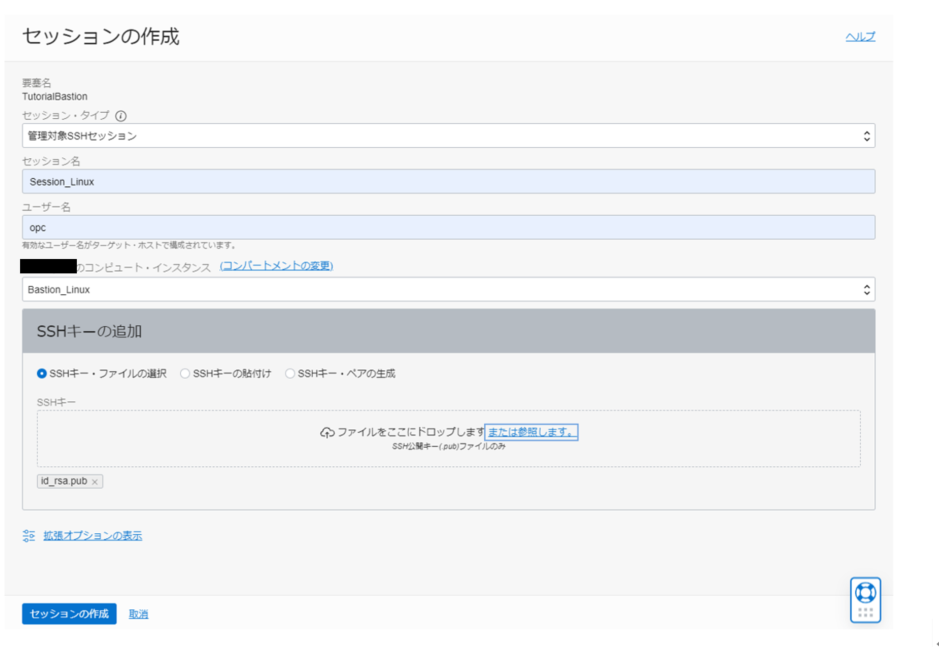 セッションの作成
ヘルプ
要塞名
TutorialBastion
セッション・タイプ
管理対象SSHセッション
セッション名
Session_Linux
ユーザー名
opc
有効なユーザー名がターゲット・ホストで構成されています。
のコンピュート・インスタンス (コンパートメントの変更)
Bastion_Linux
SSHキーの追加
SSHキー・ファイルの選択 SSHキーの貼付け SSHキー・ペアの生成
SSHキー
ファイルをここにドロップします または参照します。
SSH公開キー(.pub)ファイルのみ
id_rsa.pub ×
拡張オプションの表示
セッションの作成 取消